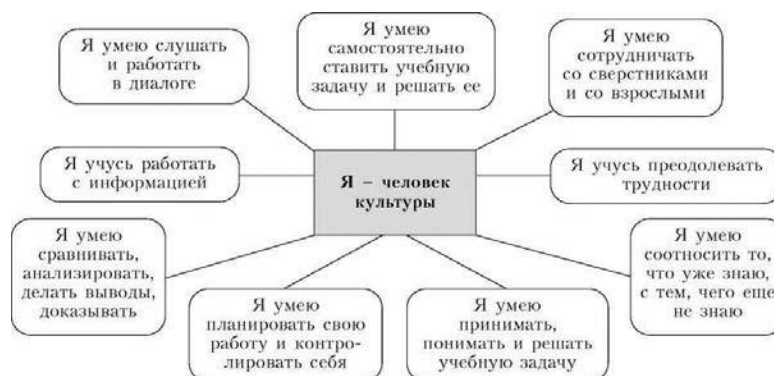 Я умею слушать
и работать
в диалоге
Я умею
самостоятельно
ставить учебную
задачу и решать ее
Я умею
сотрудничать
со сверстниками
и со взрослыми
Я учусь работать
с информацией
Я – человек
культуры
Я учусь преодолевать
трудности
Я умею
сравнивать,
анализировать,
делать выводы,
доказывать
Я умею
планировать свою
работу и контро-
лировать себя
Я умею
принимать,
понимать и решать
учебную задачу
Я умею
соотносить то,
что уже знаю,
с тем, чего еще
не знаю